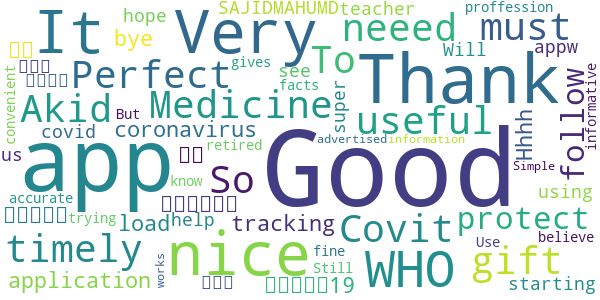 It
Very
Thank
Good
app
nice
WHO
Perfect
Medicine
neeed
must
To
useful
Akid
So
Covit
protect
gift
timely
follow
tracking
coronavirus
application
load
help
covid
bye
hope
SAJIDMAHUMD
teacher
proffession
appw
Will
see
super
Hhhh
gives
facts
us
But
retired
advertised
information
informative
Simple
using
believe
starting
Use
fine
Still
works
know
trying
accurate
convenient
19